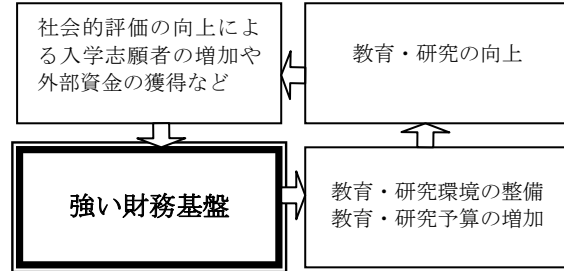 社会的評価の向上によ
る入学志願者の増加や
外部資金の獲得など
教育・研究の向上
強い財務基盤
教育・研究環境の整備
教育・研究予算の増加